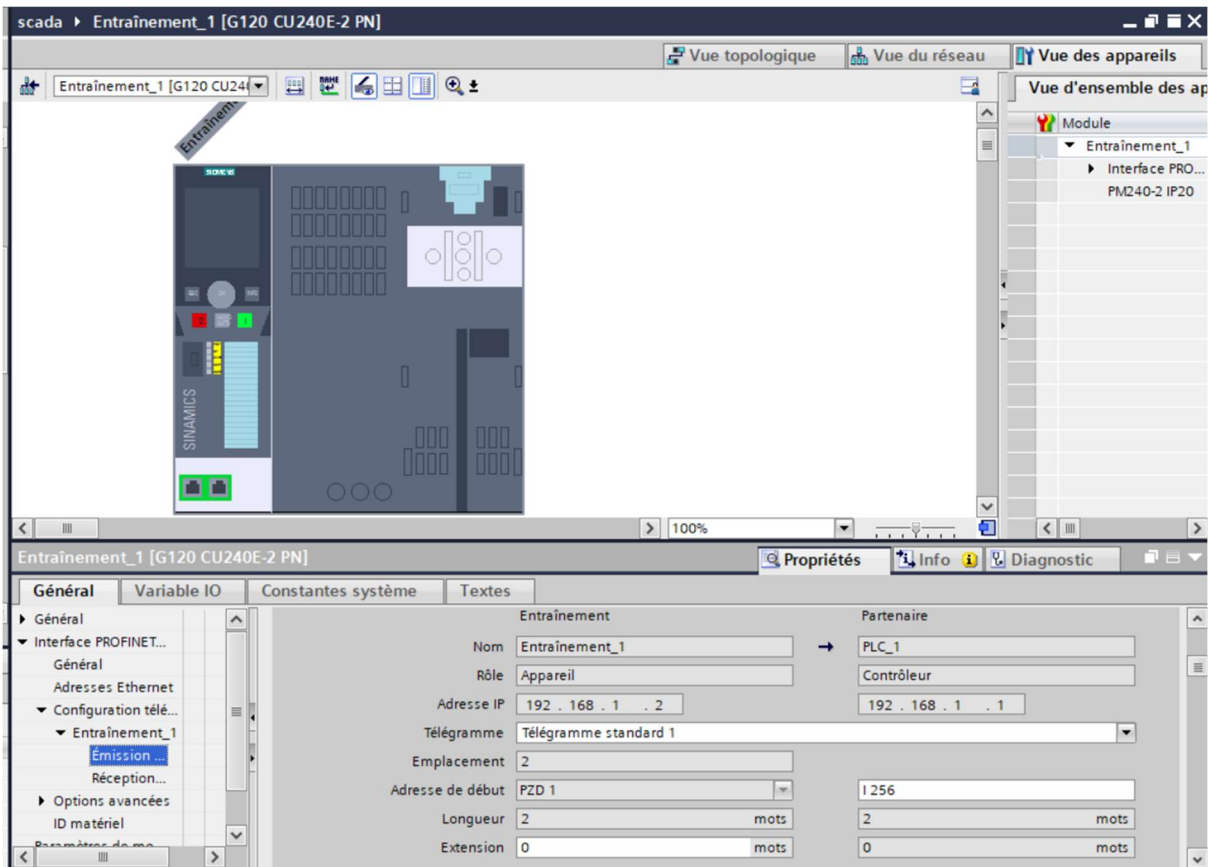 scada ▸ Entraînement_1 [G120 CU240E-2 PN]
Vue topologique Vue du réseau Vue des appareils
Entraînement_1 [G120 CU24 Vue d'ensemble des ap
Entraînem
Module
Entraînement_1
Interface PRO...
PM240-2 IP20
SIEMENS
SINAMICS
100%
Entraînement_1 [G120 CU240E-2 PN] Propriétés Info Diagnostic
Général Variable IO Constantes système Textes
Général
Interface PROFINET...
Général
Adresses Ethernet
Configuration télé...
Entraînement_1
Émission ...
Réception...
Options avancées
ID matériel
Paramètres de mo
Entraînement Partenaire
Nom Entraînement_1 → PLC_1
Rôle Appareil Contrôleur
Adresse IP 192 . 168 . 1 . 2 192 . 168 . 1 . 1
Télégramme Télégramme standard 1
Emplacement 2
Adresse de début PZD 1 I 256
Longueur 2 mots 2 mots
Extension 0 mots 0 mots